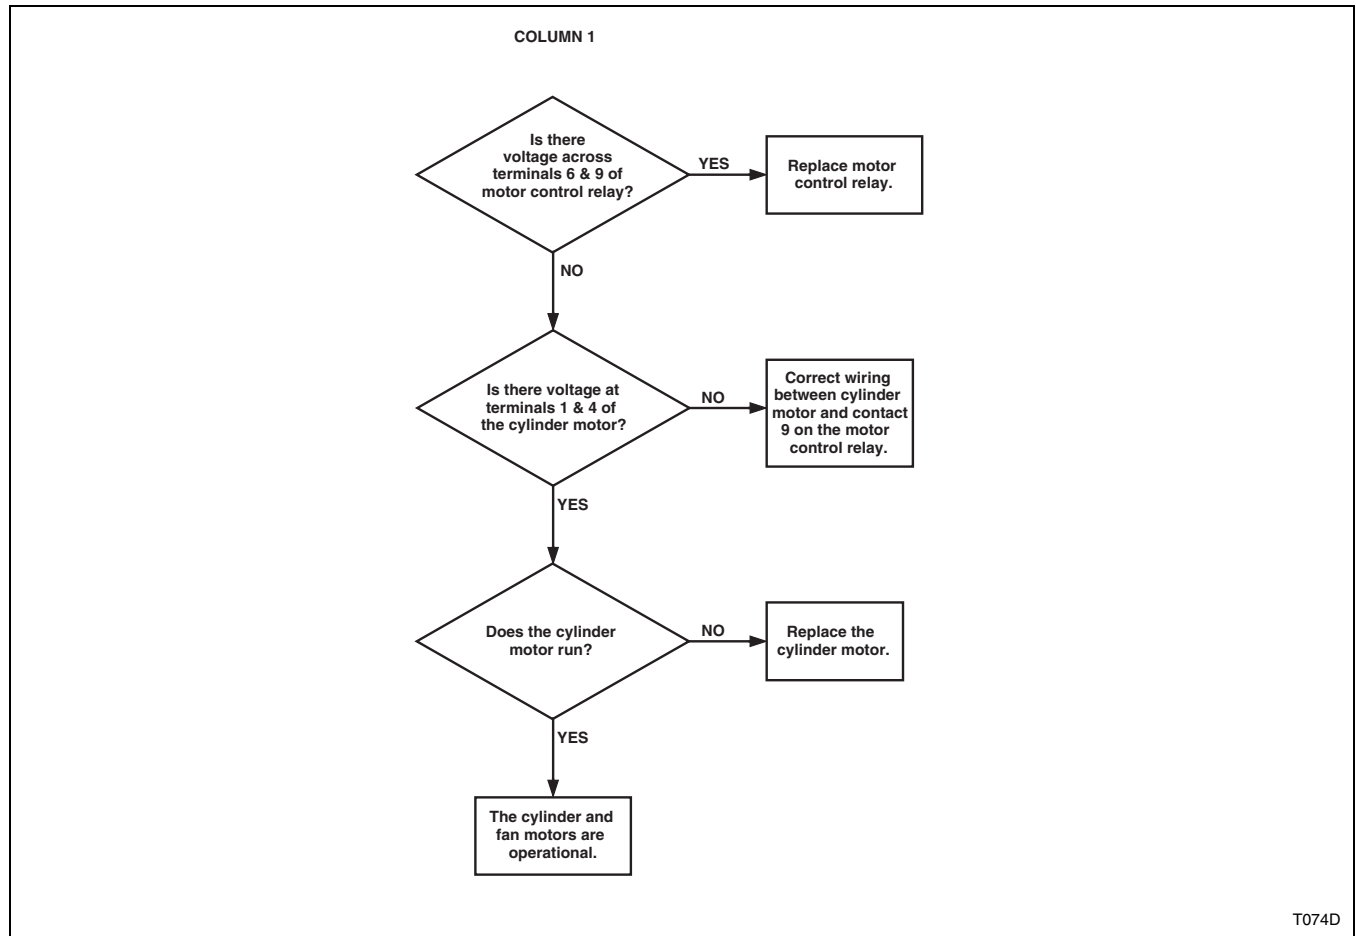 COLUMN 1
Is there
voltage across
terminals 6 & 9 of
motor control relay?
YES
Replace motor
control relay.
NO
Is there voltage at
terminals 1 & 4 of
the cylinder motor?
NO
Correct wiring
between cylinder
motor and contact
9 on the motor
control relay.
YES
Does the cylinder
motor run?
NO
Replace the
cylinder motor.
YES
The cylinder and
fan motors are
operational.
T074D